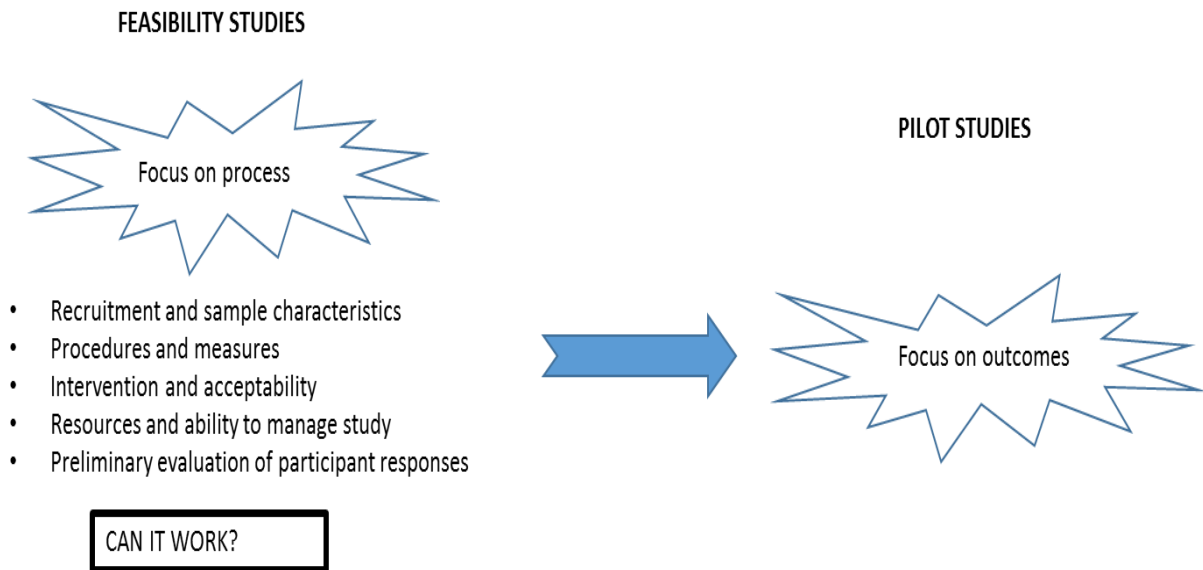 FEASIBILITY STUDIES
Focus on process
• Recruitment and sample characteristics
• Procedures and measures
• Intervention and acceptability
• Resources and ability to manage study
• Preliminary evaluation of participant responses
CAN IT WORK?
PILOT STUDIES
Focus on outcomes